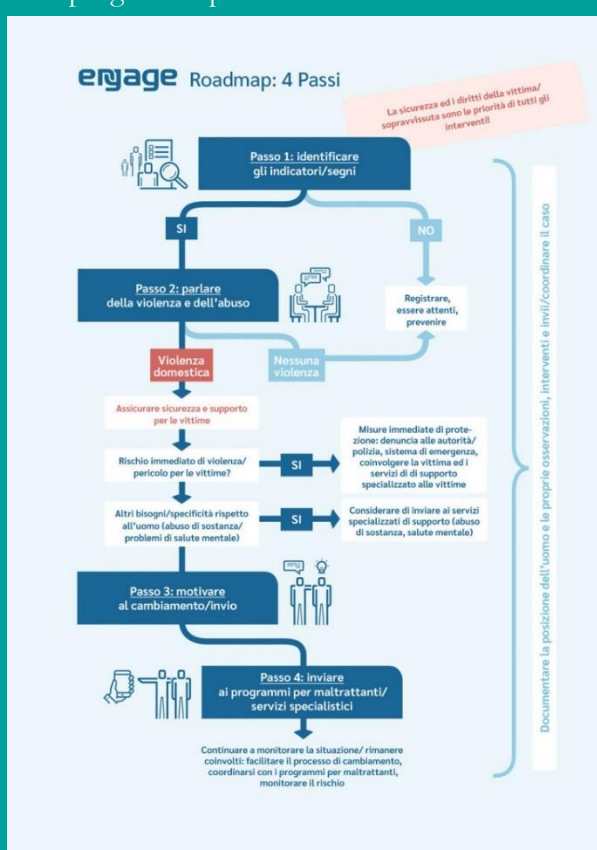 engage Roadmap: 4 Passi
La sicurezza ed i diritti della vittima/
sopravvissuta sono le priorità di tutti gli
interventi!
Passo 1: identificare
gli indicatori/segni
SI
NO
Passo 2: parlare
della violenza e dell'abuso
Registrare,
essere attenti,
prevenire
Violenza
domestica
Nessuna
violenza
Assicurare sicurezza e supporto
per le vittime
Rischio immediato di violenza/
pericolo per le vittime?
SI
Misure immediate di prote-
zione: denuncia alle autorità/
polizia, sistema di emergenza,
coinvolgere la vittima ed i
servizi di di supporto
specializzato alle vittime
Altri bisogni/specificità rispetto
all'uomo (abuso di sostanza/
problemi di salute mentale)
SI
Considerare di inviare ai servizi
specializzati di supporto (abuso
di sostanza, salute mentale)
Passo 3: motivare
al cambiamento/invio
Passo 4: inviare
ai programmi per maltrattanti/
servizi specialistici
Continuare a monitorare la situazione/ rimanere
coinvolti: facilitare il processo di cambiamento,
coordinarsi con i programmi per maltrattanti,
monitorare il rischio
Documentare la posizione dell'uomo e le proprie osservazioni, interventi e invii/coordinare il caso